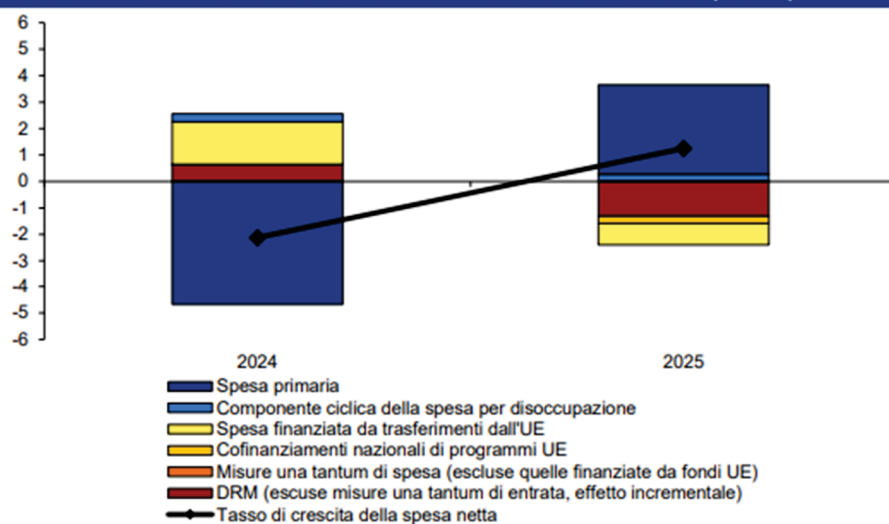 6
5
4
3
2
1
0
-1
-2
-3
-4
-5
-6
2024 2025
Spesa primaria
Componente ciclica della spesa per disoccupazione
Spesa finanziata da trasferimenti dall'UE
Cofinanziamenti nazionali di programmi UE
Misure una tantum di spesa (escluse quelle finanziate da fondi UE)
DRM (escuse misure una tantum di entrata, effetto incrementale)
Tasso di crescita della spesa netta